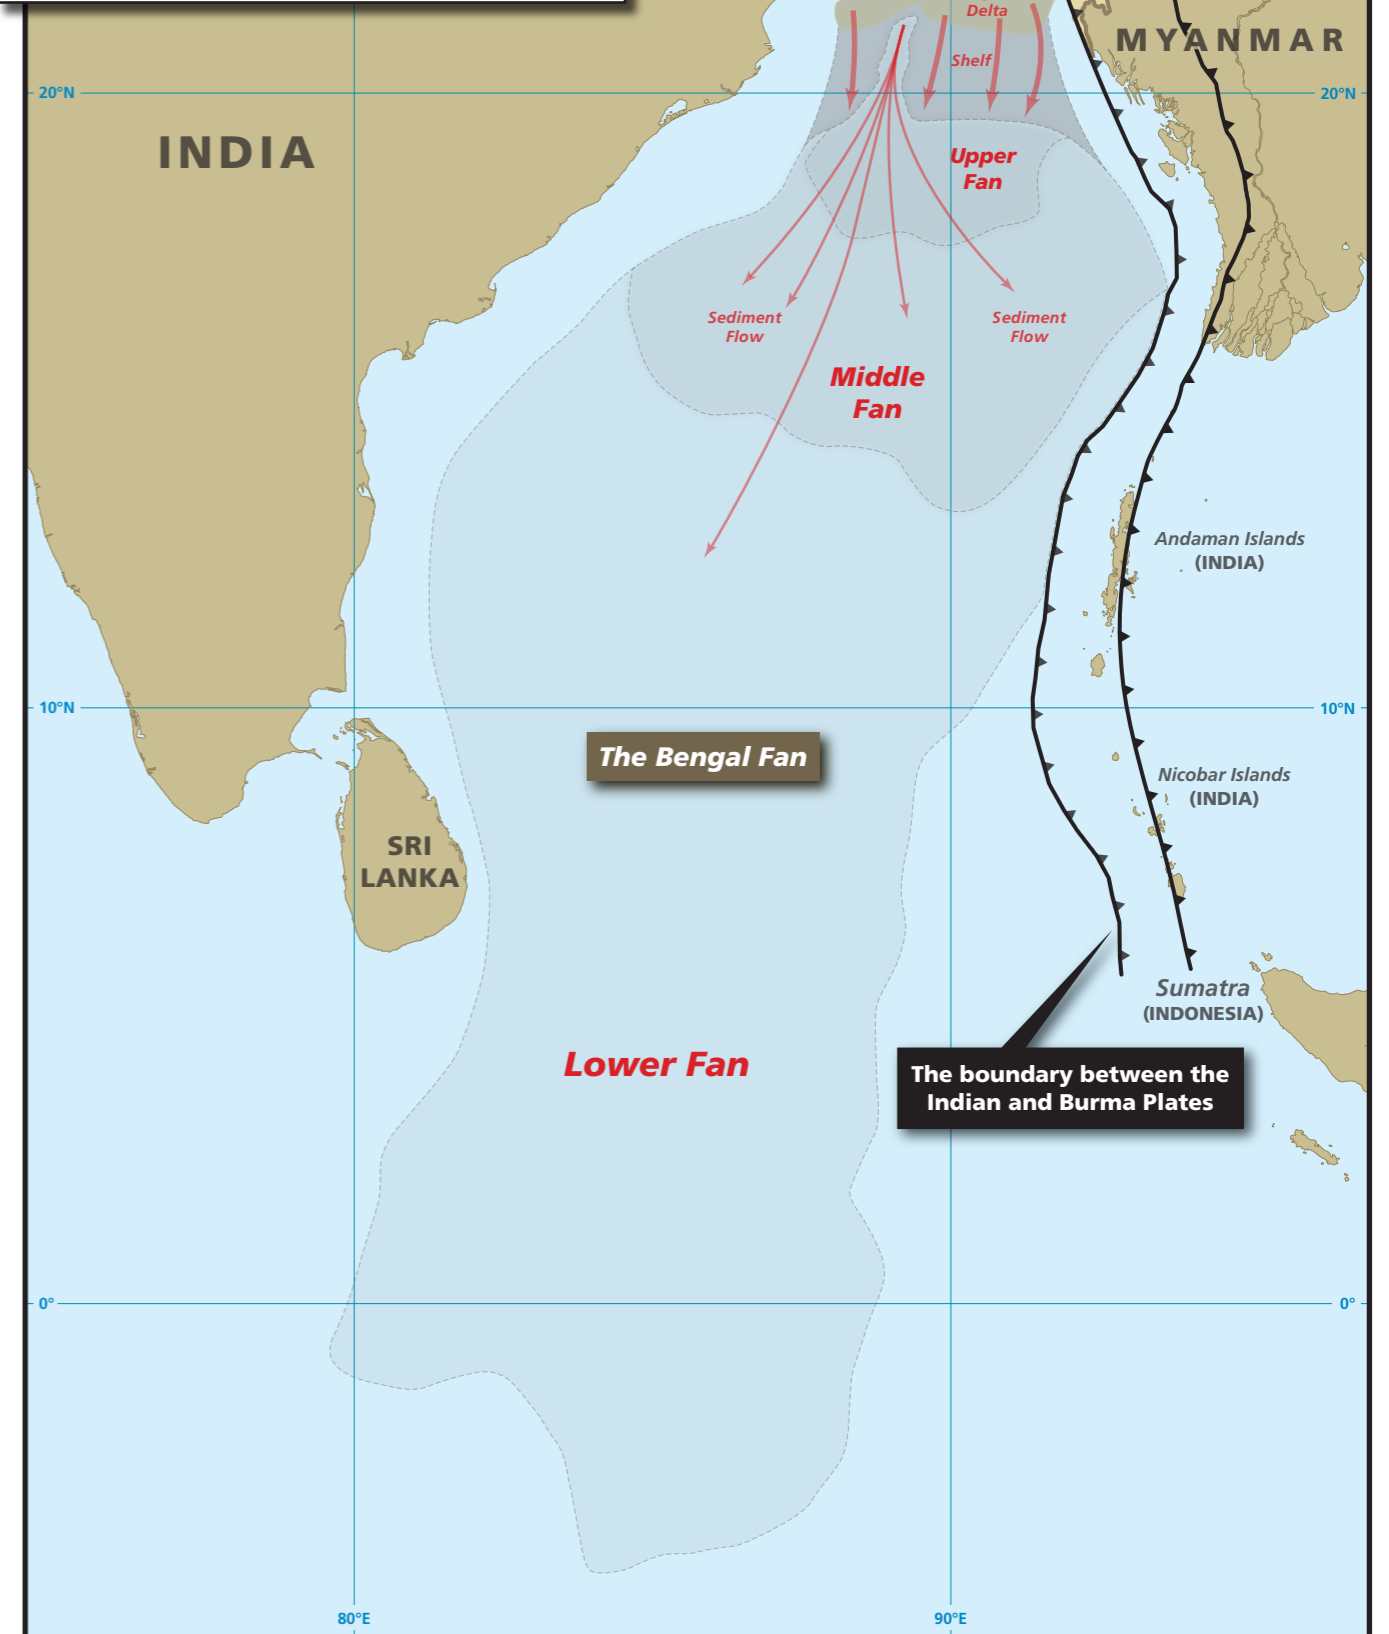 Delta
MYANMAR
Shelf
20°N
20°N
INDIA
Upper
Fan
Sediment
Flow
Sediment
Flow
Middle
Fan
Andaman Islands
(INDIA)
10°N
10°N
The Bengal Fan
Nicobar Islands
(INDIA)
SRI
LANKA
Sumatra
(INDONESIA)
Lower Fan
The boundary between the
Indian and Burma Plates
0°
0°
80°E
90°E